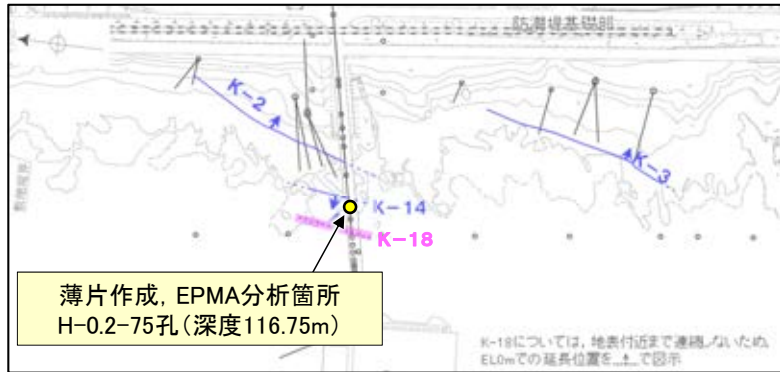 防潮堤基礎部
K-2
K-3
K-14
K-18
薄片作成，EPMA分析箇所
H-0.2-75孔（深度116.75m）
K-18については，地表付近まで連続しないため，
EL0mでの延長位置を で図示